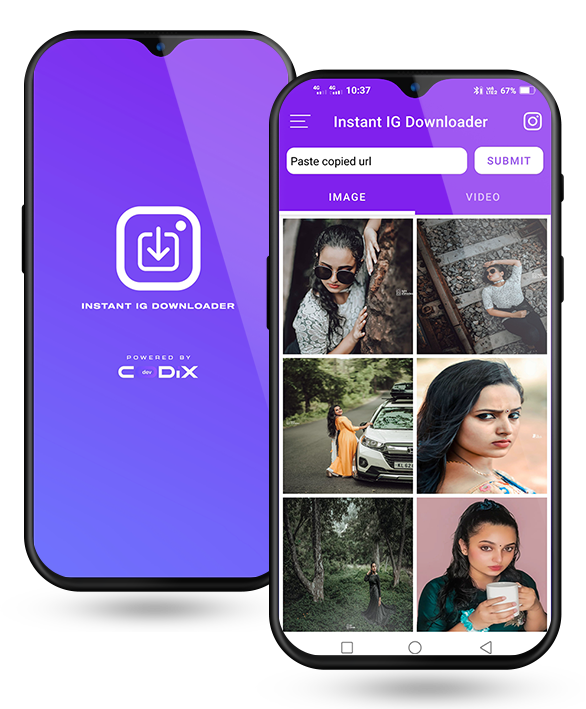 INSTANT IG DOWNLOADER
POWERED BY
C dev DiX
4G 4G 10:37 67%
Instant IG Downloader
Paste copied url
SUBMIT
IMAGE VIDEO